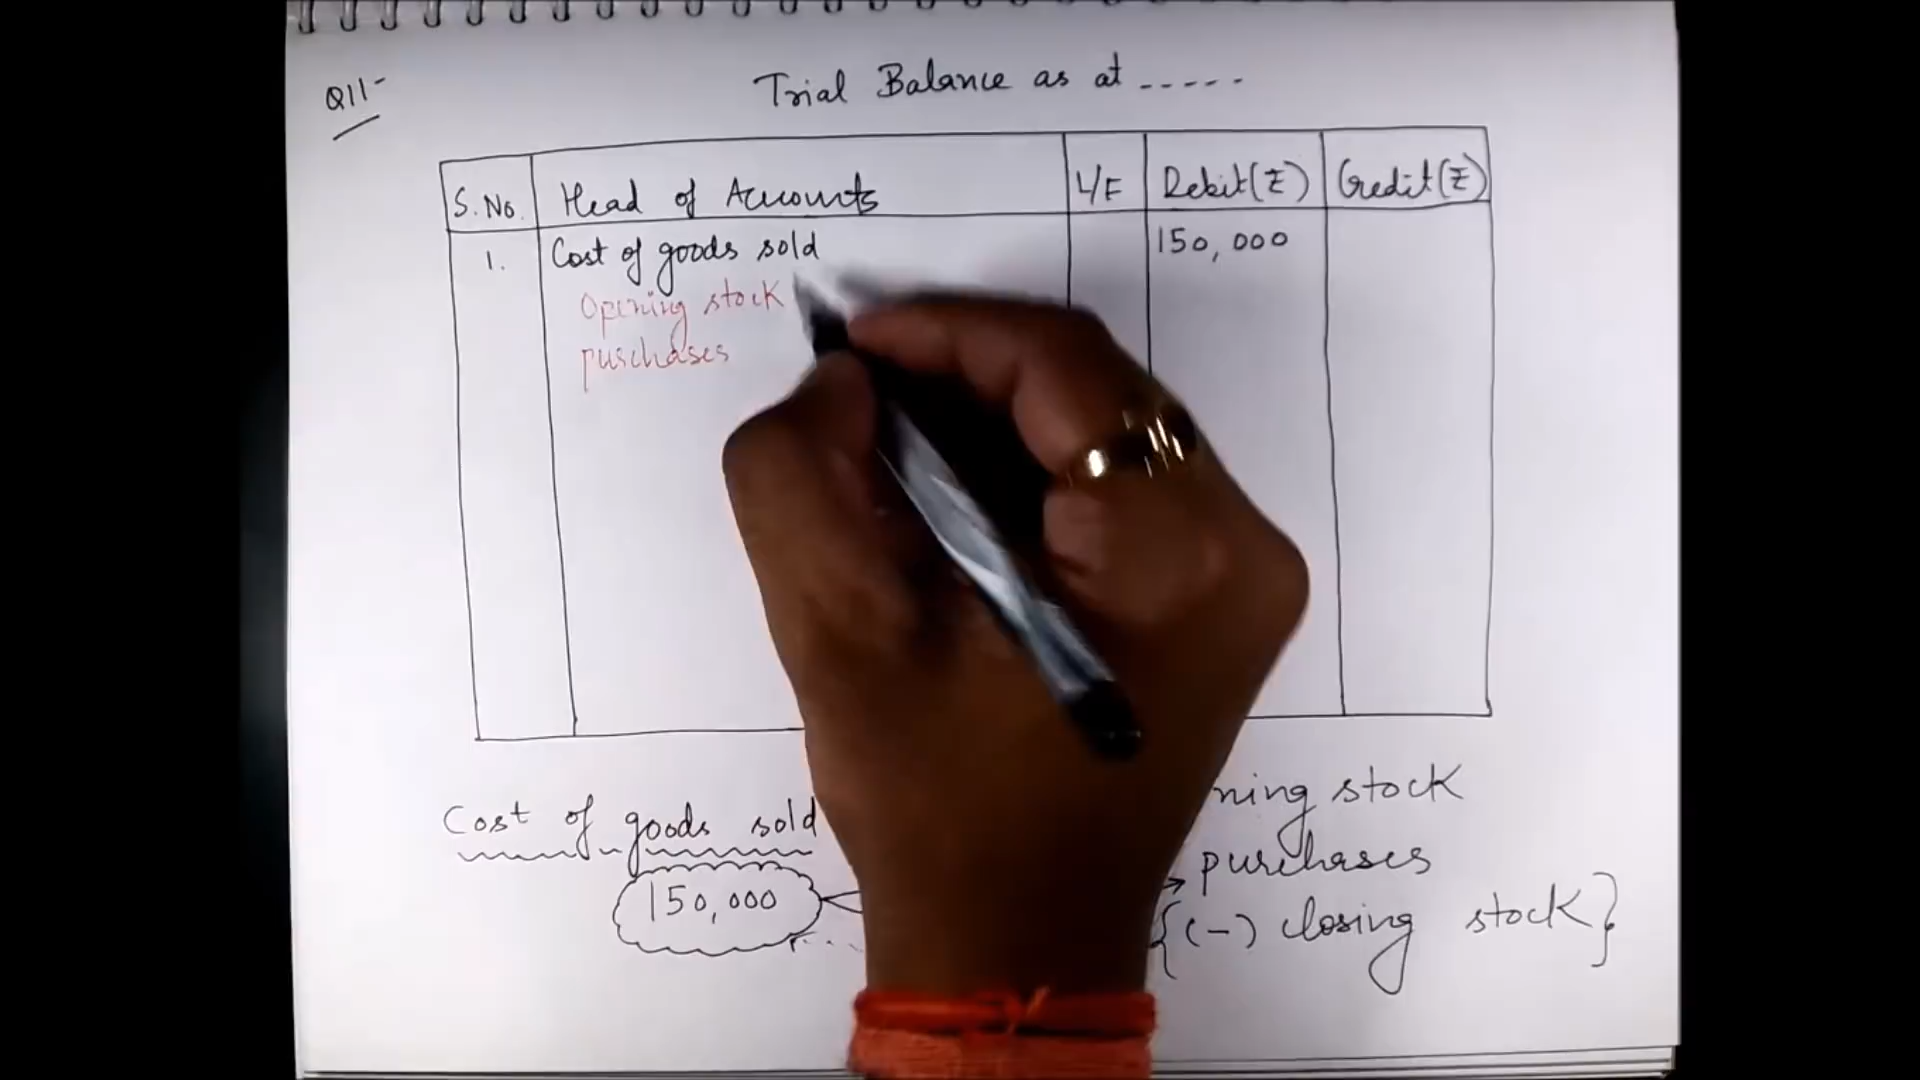 Q11-
Trial Balance as at -----
S. No. Head of Accounts L/F Debit(₹) Credit(₹)
1. Cost of goods sold 150,000
Opening stock
purchases
Cost of goods sold
150,000
ning stock
purchases
{(-) closing stock}